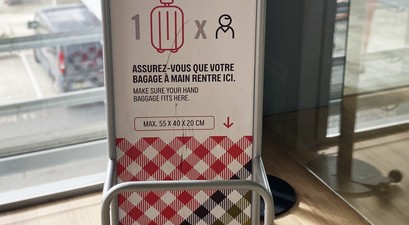 1 X
ASSUREZ-VOUS QUE VOTRE
BAGAGE À MAIN RENTRE ICI.
MAKE SURE YOUR HAND
BAGGAGE FITS HERE.
MAX. 55 X 40 X 20 CM